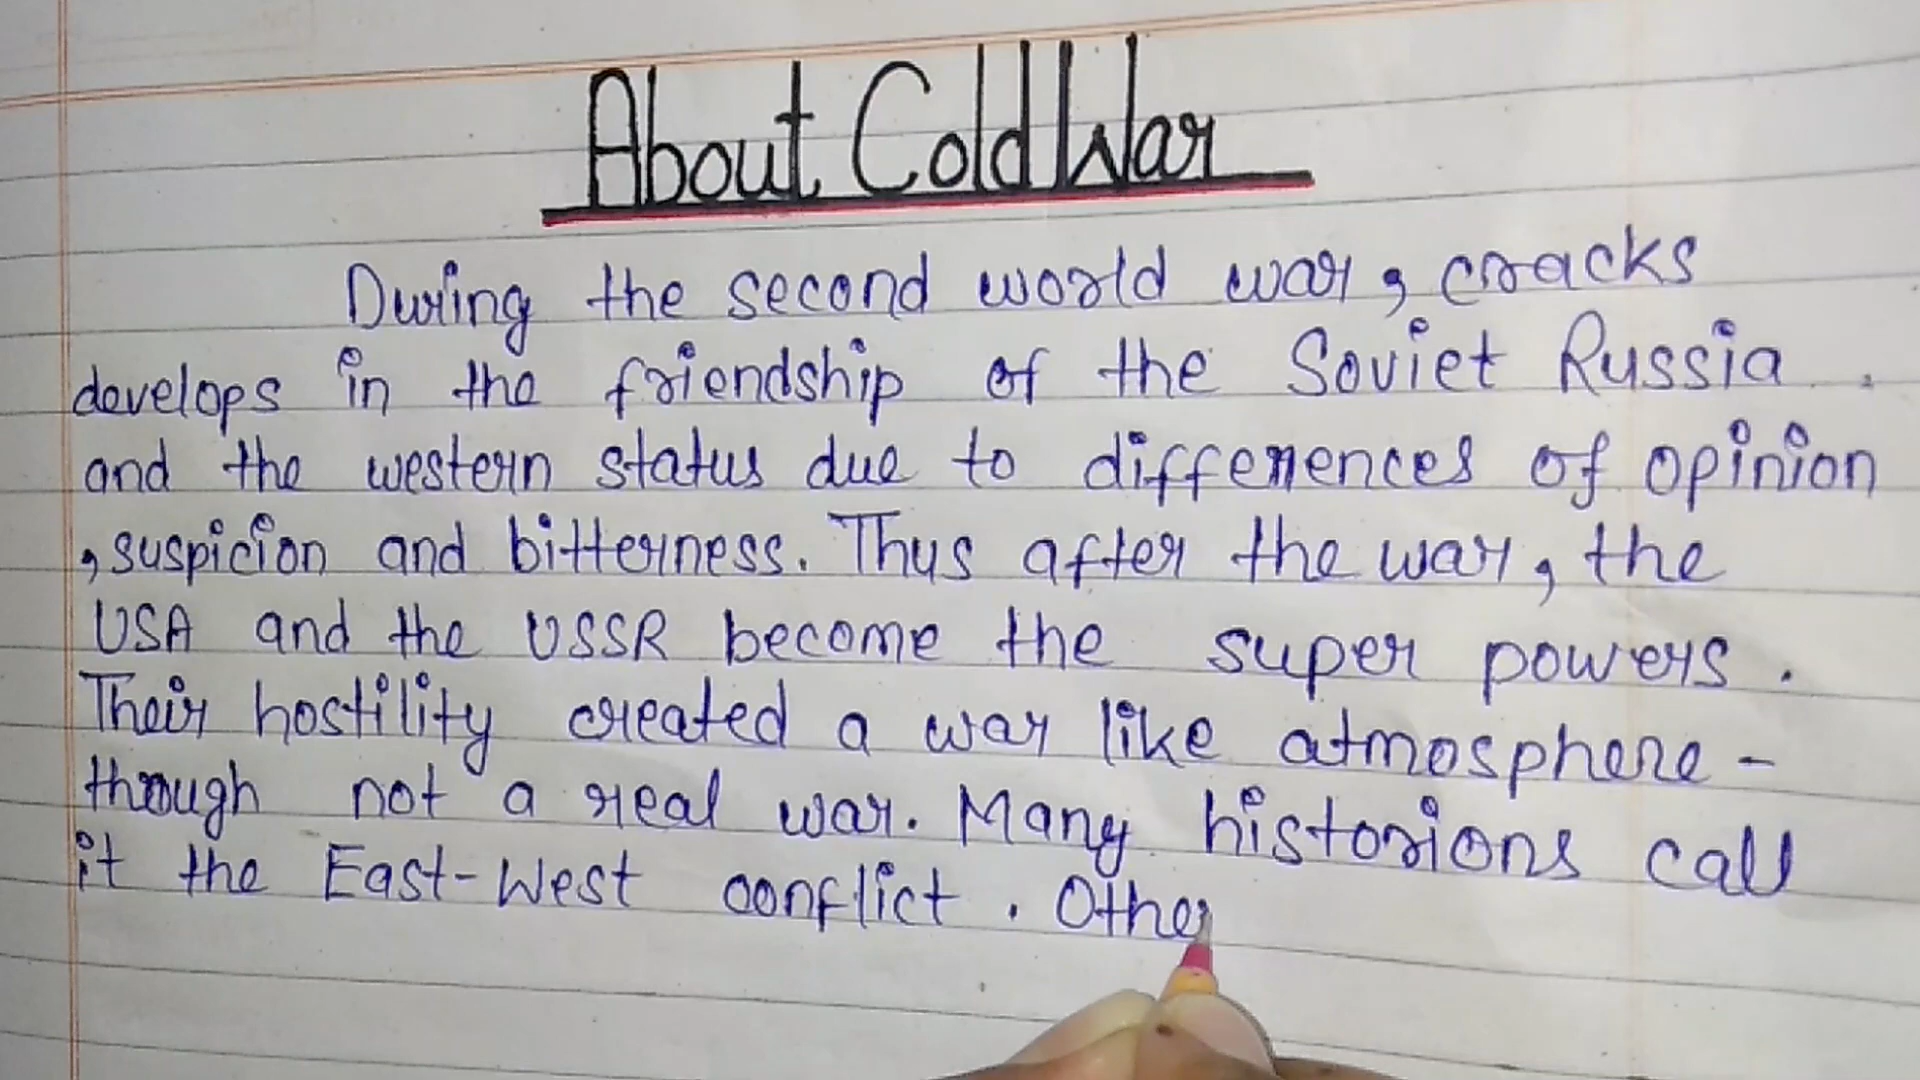 About Cold War
During the second world war, cracks
develops in the friendship of the Soviet Russia
and the western status due to differences of opinion
, suspicion and bitterness. Thus after the war, the
USA and the USSR become the super powers.
Their hostility created a war like atmosphere -
through not a real war. Many historians call
it the East-West conflict. Other